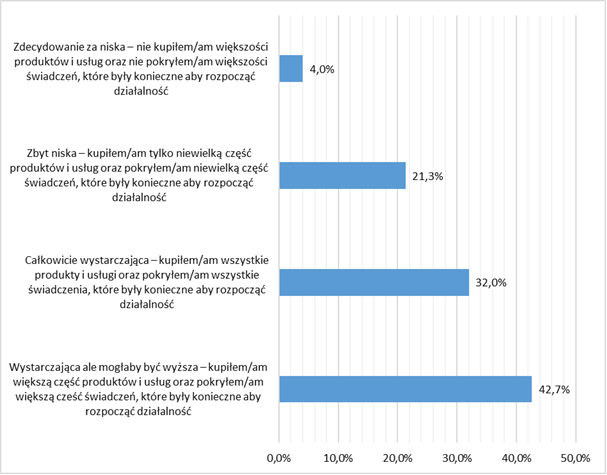 Zdecydowanie za niska – nie kupiłem/am większości
produktów i usług oraz nie pokryłem/am większości
świadczeń, które były konieczne aby rozpocząć
działalność
4,0%
Zbyt niska – kupiłem/am tylko niewielką część
produktów i usług oraz pokryłem/am niewielką część
świadczeń, które były konieczne aby rozpocząć
działalność
21,3%
Całkowicie wystarczająca – kupiłem/am wszystkie
produkty i usługi oraz pokryłem/am wszystkie
świadczenia, które były konieczne aby rozpocząć
działalność
32,0%
Wystarczająca ale mogłaby być wyższa – kupiłem/am
większą część produktów i usług oraz pokryłem/am
większą cześć świadczeń, które były konieczne aby
rozpocząć działalność
42,7%
0,0% 10,0% 20,0% 30,0% 40,0% 50,0%